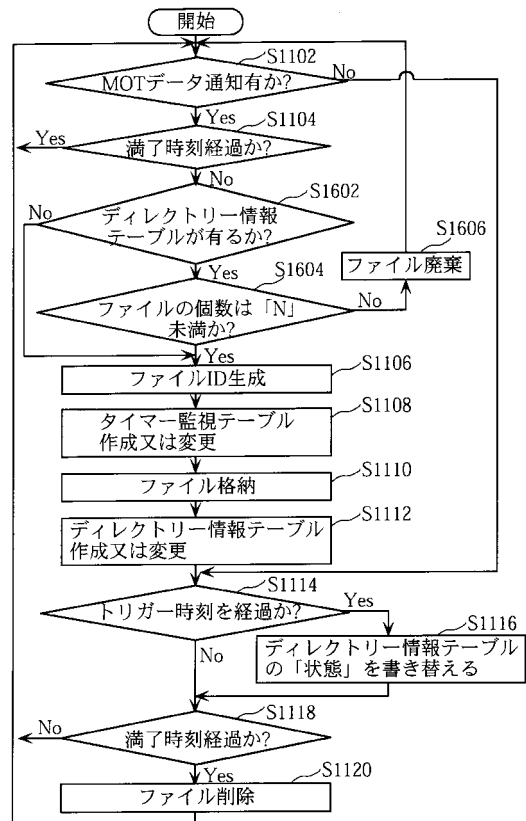 開始
S1102
MOTデータ通知有か?
No
Yes
S1104
満了時刻経過か?
Yes
No
S1602
ディレクトリー情報
テーブルが有るか?
No
Yes
S1604
ファイルの個数は「N」
未満か?
No
Yes
S1606
ファイル廃棄
S1106
ファイルID生成
S1108
タイマー監視テーブル
作成又は変更
S1110
ファイル格納
S1112
ディレクトリー情報テーブル
作成又は変更
S1114
トリガー時刻を経過か?
Yes
No
S1116
ディレクトリー情報テーブル
の「状態」を書き替える
S1118
満了時刻経過か?
No
Yes
S1120
ファイル削除